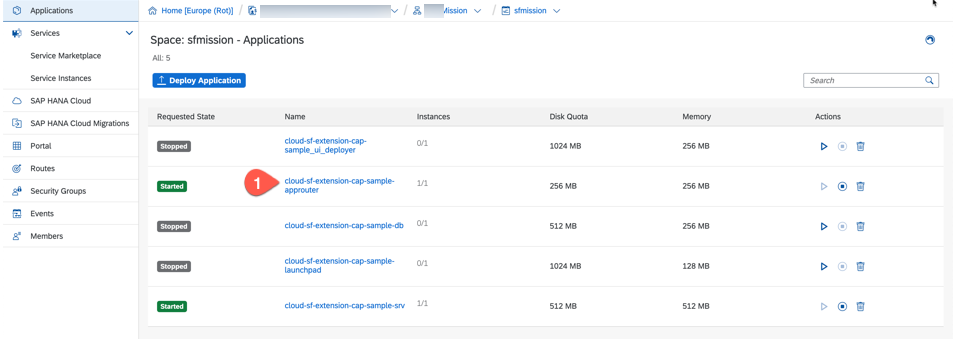 Applications
Home [Europe (Rot)] / / Mission / sfmission
Services
Service Marketplace
Service Instances
SAP HANA Cloud
SAP HANA Cloud Migrations
Portal
Routes
Security Groups
Events
Members
Space: sfmission - Applications
All: 5
Deploy Application
Search
Requested State Name Instances Disk Quota Memory Actions
Stopped cloud-sf-extension-cap-sample_ui_deployer 0/1 1024 MB 256 MB
1
Started cloud-sf-extension-cap-sample-approuter 1/1 256 MB 256 MB
Stopped cloud-sf-extension-cap-sample-db 0/1 512 MB 256 MB
Stopped cloud-sf-extension-cap-sample-launchpad 0/1 1024 MB 128 MB
Started cloud-sf-extension-cap-sample-srv 1/1 512 MB 512 MB